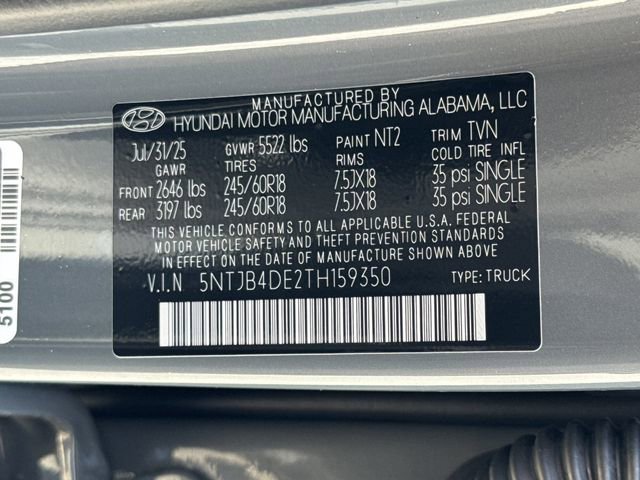 MANUFACTURED BY
HYUNDAI MOTOR MANUFACTURING ALABAMA, LLC
Jul/31/25 GVWR 5522 lbs PAINT NT2 TRIM TVN
GAWR TIRES RIMS COLD TIRE INFL
FRONT 2646 lbs 245/60R18 7.5JX18 35 psi SINGLE
REAR 3197 lbs 245/60R18 7.5JX18 35 psi SINGLE
THIS VEHICLE CONFORMS TO ALL APPLICABLE U.S.A. FEDERAL
MOTOR VEHICLE SAFETY AND THEFT PREVENTION STANDARDS
IN EFFECT ON THE DATE OF MANUFACTURE SHOWN ABOVE.
V.I.N 5NTJB4DE2TH159350 TYPE: TRUCK
5100